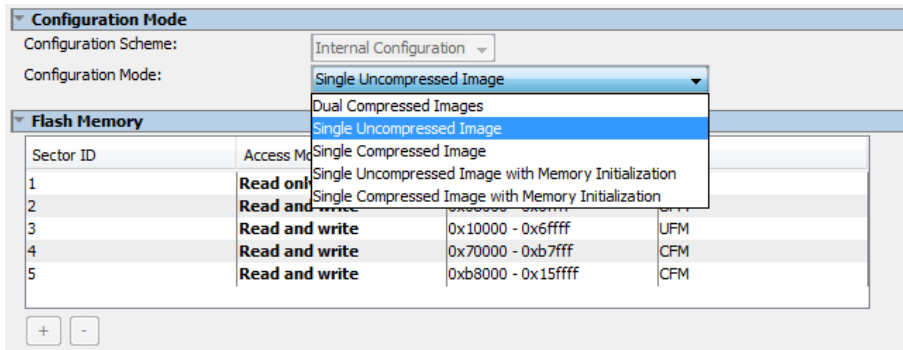 Configuration Mode
Configuration Scheme: Internal Configuration
Configuration Mode: Single Uncompressed Image
Dual Compressed Images
Flash Memory
Single Uncompressed Image
Sector ID Access Single Compressed Image
Single Uncompressed Image with Memory Initialization
1 Read
Single Compressed Image with Memory Initialization
2 Read and write
3 Read and write 0x10000 - 0x6ffff UFM
4 Read and write 0x70000 - 0xb7fff CFM
5 Read and write 0xb8000 - 0x15ffff CFM
+ -